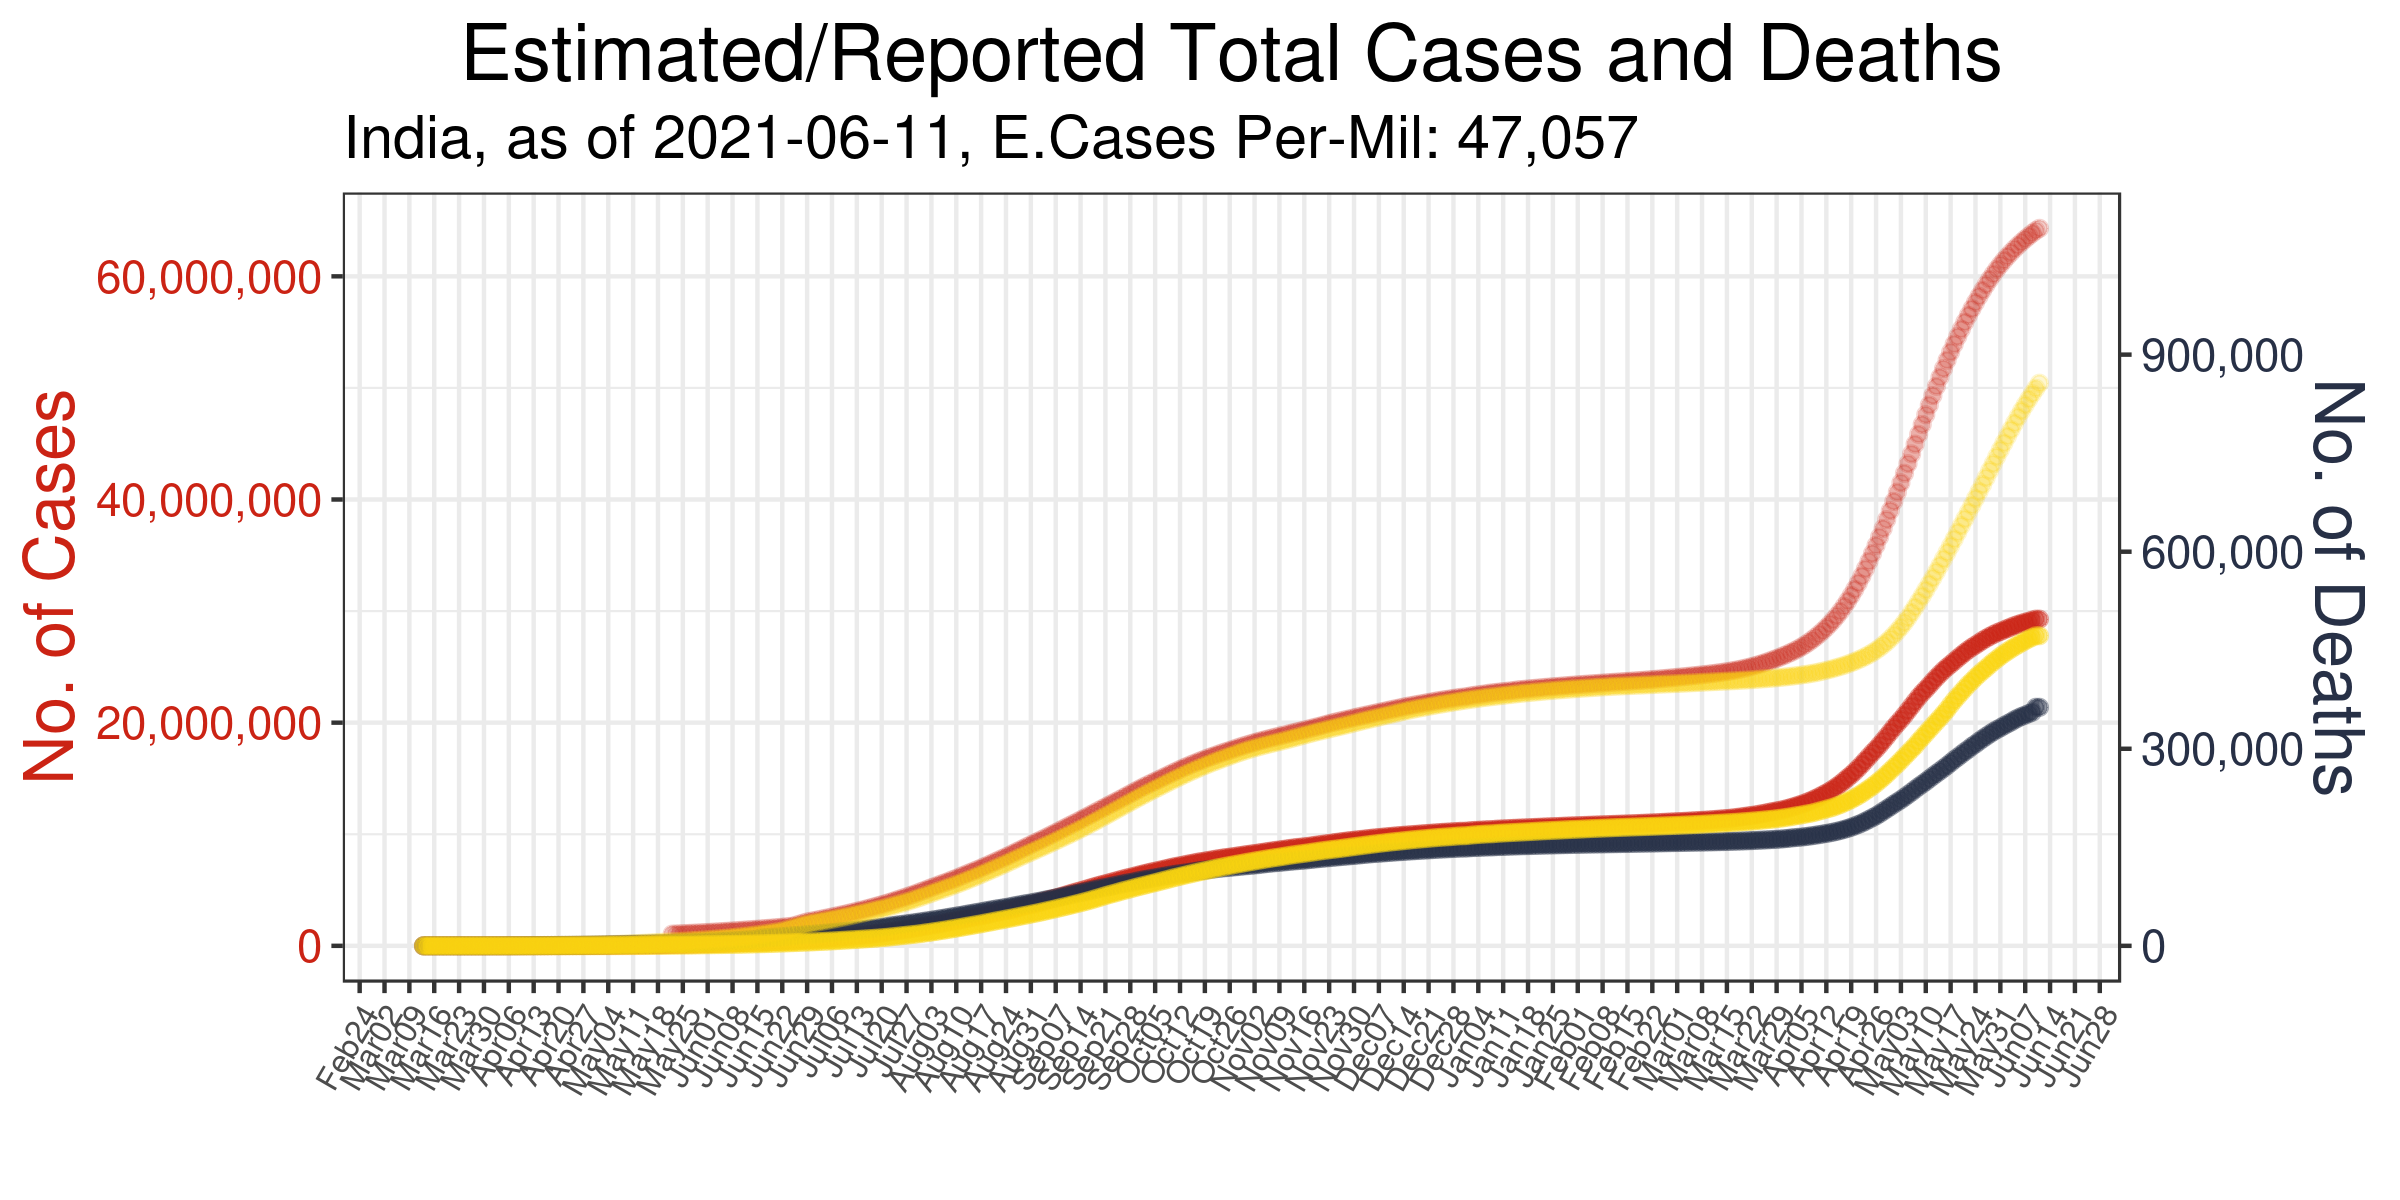 Estimated/Reported Total Cases and Deaths
India, as of 2021-06-11, E.Cases Per-Mil: 47,057
No. of Cases
60,000,000
40,000,000
20,000,000
0
900,000
600,000
300,000
0
No. of Deaths
Feb24
Mar02
Mar09
Mar16
Mar23
Mar30
Apr06
Apr13
Apr20
Apr27
May04
May11
May18
May25
Jun01
Jun08
Jun15
Jun22
Jun29
Jul06
Jul13
Jul20
Jul27
Aug03
Aug10
Aug17
Aug24
Aug31
Sep07
Sep14
Sep21
Sep28
Oct05
Oct12
Oct19
Oct26
Nov02
Nov09
Nov16
Nov23
Nov30
Dec07
Dec14
Dec21
Dec28
Jan04
Jan11
Jan18
Jan25
Feb01
Feb08
Feb15
Feb22
Mar01
Mar08
Mar15
Mar22
Mar29
Apr05
Apr12
Apr19
Apr26
May03
May10
May17
May24
May31
Jun07
Jun14
Jun21
Jun28